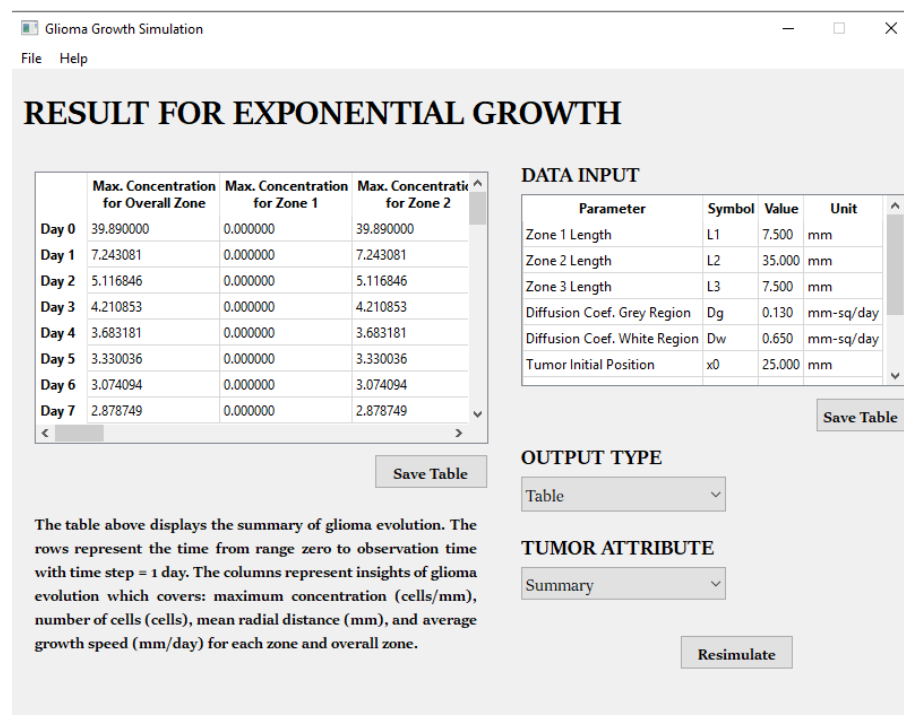 Glioma Growth Simulation
File Help
RESULT FOR EXPONENTIAL GROWTH
Max. Concentration for Overall Zone Max. Concentration for Zone 1 Max. Concentratic for Zone 2
Day 0 39.890000 0.000000 39.890000
Day 1 7.243081 0.000000 7.243081
Day 2 5.116846 0.000000 5.116846
Day 3 4.210853 0.000000 4.210853
Day 4 3.683181 0.000000 3.683181
Day 5 3.330036 0.000000 3.330036
Day 6 3.074094 0.000000 3.074094
Day 7 2.878749 0.000000 2.878749
Save Table
The table above displays the summary of glioma evolution. The
rows represent the time from range zero to observation time
with time step = 1 day. The columns represent insights of glioma
evolution which covers: maximum concentration (cells/mm),
number of cells (cells), mean radial distance (mm), and average
growth speed (mm/day) for each zone and overall zone.
DATA INPUT
Parameter Symbol Value Unit
Zone 1 Length L1 7.500 mm
Zone 2 Length L2 35.000 mm
Zone 3 Length L3 7.500 mm
Diffusion Coef. Grey Region Dg 0.130 mm-sq/day
Diffusion Coef. White Region Dw 0.650 mm-sq/day
Tumor Initial Position x0 25.000 mm
Save Table
OUTPUT TYPE
Table
TUMOR ATTRIBUTE
Summary
Resimulate